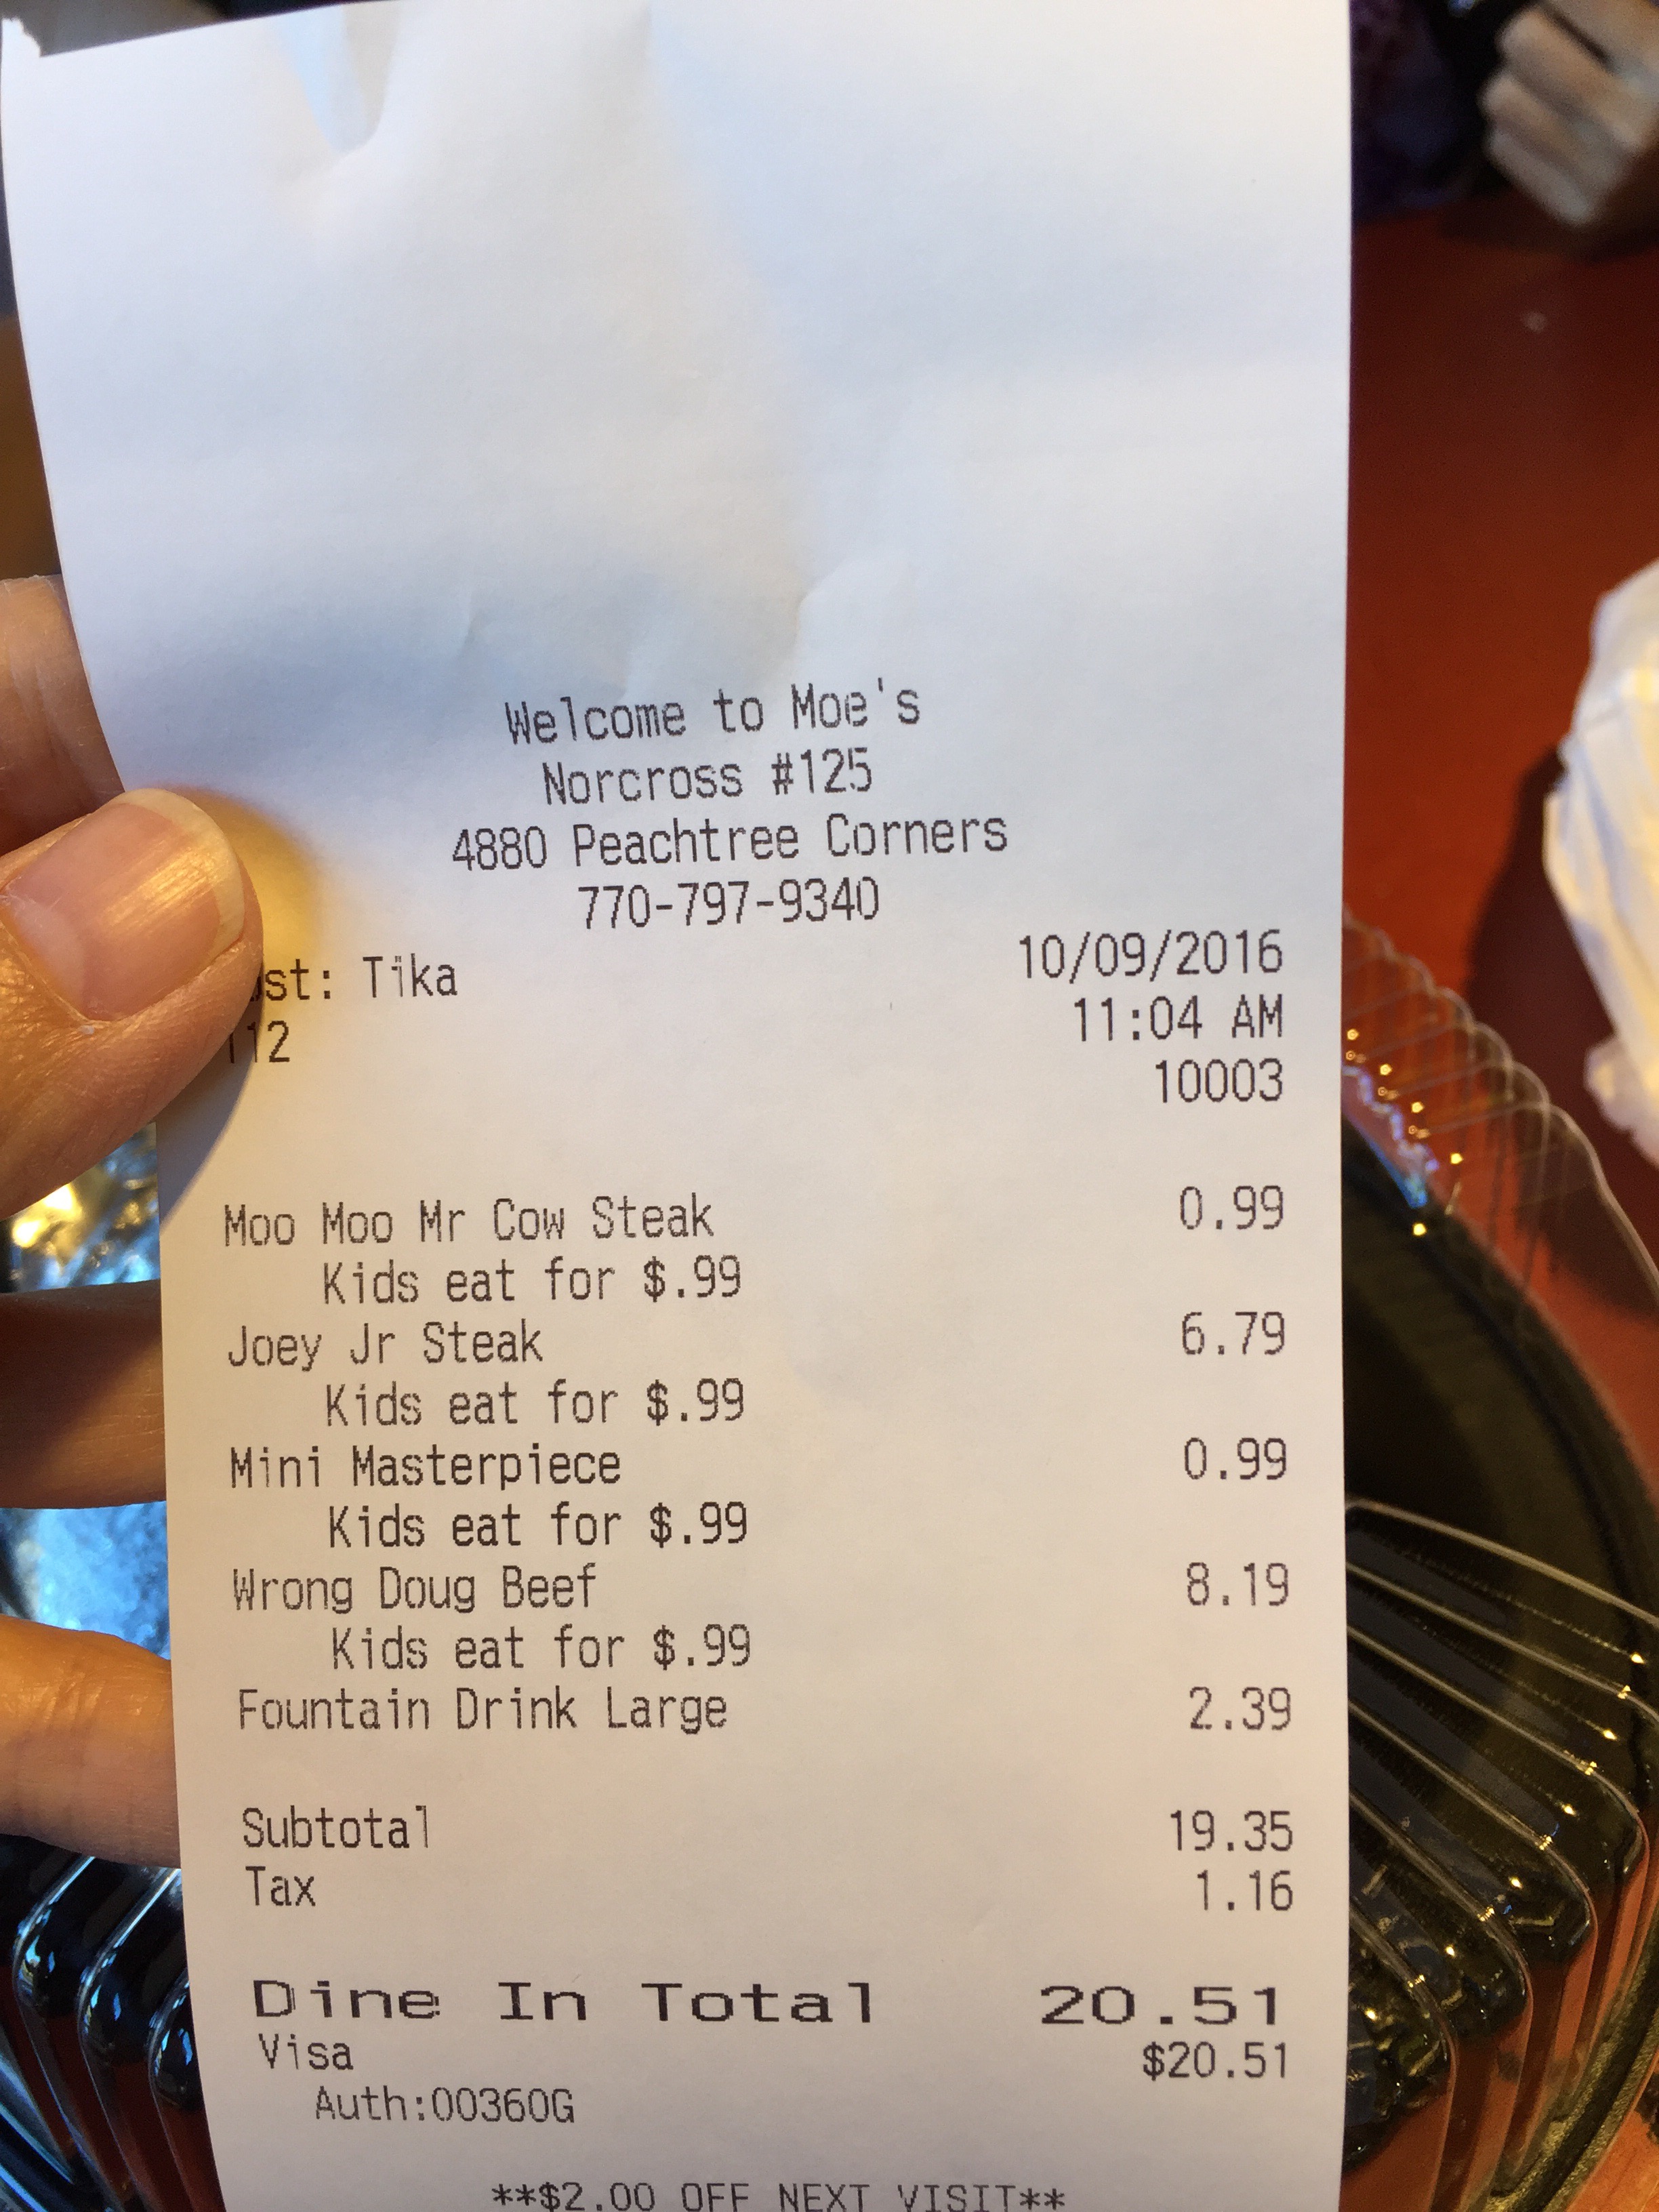 Welcome to Moe's
Norcross #125
4880 Peachtree Corners
770-797-9340
10/09/2016
Tika
11:04 AM
112
10003
Moo Moo Mr Cow Steak 0.99
Kids eat for $.99
Joey Jr Steak 6.79
Kids eat for $.99
Mini Masterpiece 0.99
Kids eat for $.99
Wrong Doug Beef 8.19
Kids eat for $.99
Fountain Drink Large 2.39
Subtotal 19.35
Tax 1.16
Dine In Total 20.51
Visa $20.51
Auth:00360G
**$2.00 OFF NEXT VISIT**